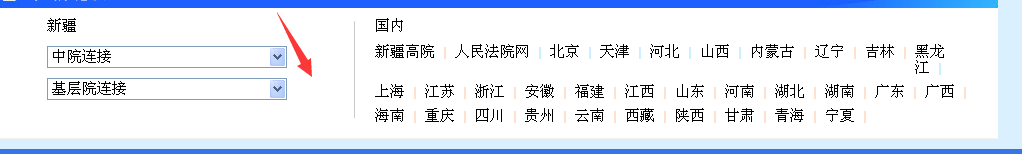 新疆
中院连接
基层院连接
国内
新疆高院 | 人民法院网 | 北京 | 天津 | 河北 | 山西 | 内蒙古 | 辽宁 | 吉林 | 黑龙
江 |
上海 | 江苏 | 浙江 | 安徽 | 福建 | 江西 | 山东 | 河南 | 湖北 | 湖南 | 广东 | 广西 |
海南 | 重庆 | 四川 | 贵州 | 云南 | 西藏 | 陕西 | 甘肃 | 青海 | 宁夏 |